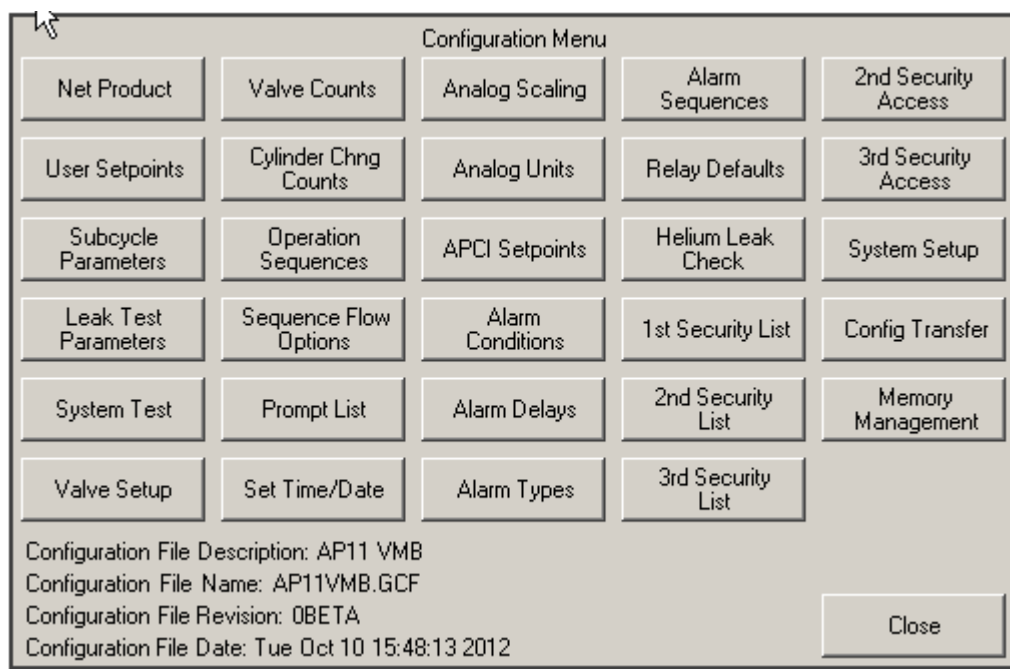 Configuration Menu
Net Product
Valve Counts
Analog Scaling
Alarm
Sequences
2nd Security
Access
User Setpoints
Cylinder Chng
Counts
Analog Units
Relay Defaults
3rd Security
Access
Subcycle
Parameters
Operation
Sequences
APCI Setpoints
Helium Leak
Check
System Setup
Leak Test
Parameters
Sequence Flow
Options
Alarm
Conditions
1st Security List
Config Transfer
System Test
Prompt List
Alarm Delays
2nd Security
List
Memory
Management
Valve Setup
Set Time/Date
Alarm Types
3rd Security
List
Configuration File Description: AP11 VMB
Configuration File Name: AP11VMB.GCF
Configuration File Revision: 0BETA
Configuration File Date: Tue Oct 10 15:48:13 2012
Close